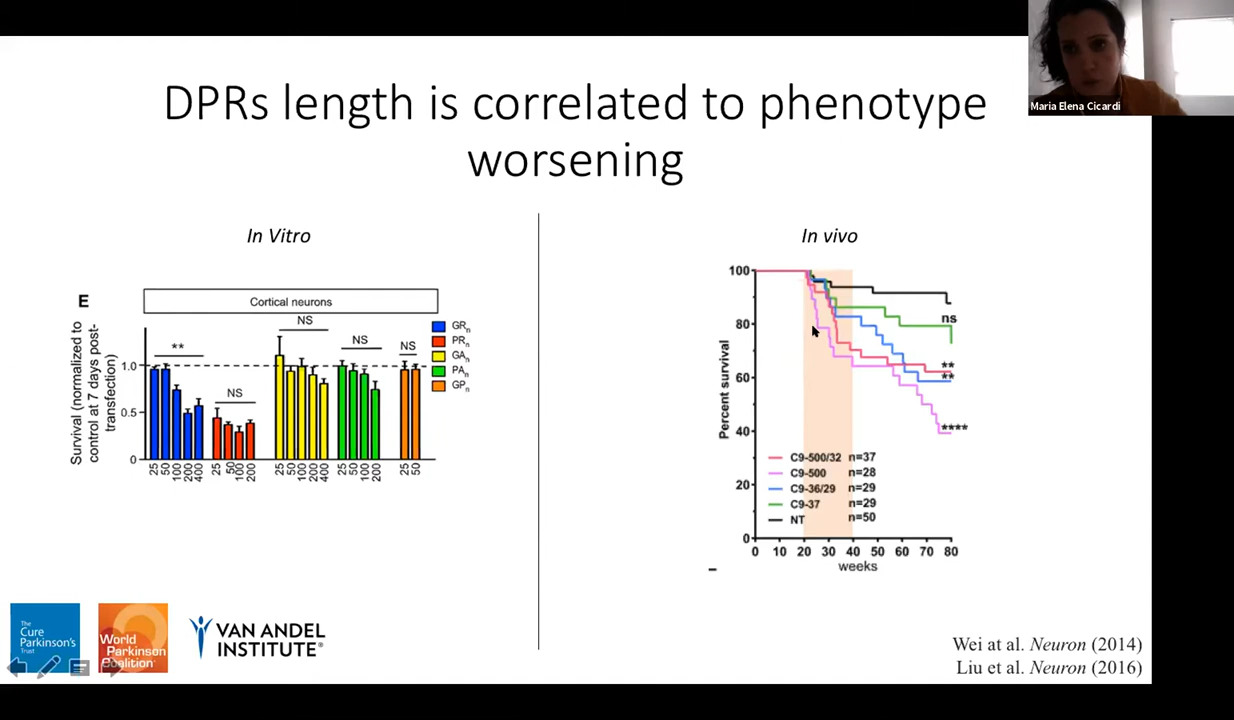 Maria Elena Cicardi
DPRs length is correlated to phenotype
worsening
In Vitro
E
Cortical neurons
Survival (normalized to
control at 7 days post-
transfection)
1.0
0.5
0
**
NS
NS
NS
NS
25 50 100 200 400
25 50 100 200
25 50 100 200 400
25 50 100 200
25 50
GRn
PRn
GAn
PAn
GPn
In vivo
Percent survival
100
80
60
40
20
0
ns
**
**
****
C9-500/32 n=37
C9-500 n=28
C9-36/29 n=29
C9-37 n=29
NT n=50
0 10 20 30 40 50 60 70 80
weeks
The
Cure
Parkinson's
Trust
World
Parkinson
Coalition
VAN ANDEL
INSTITUTE®
Wei at al. Neuron (2014)
Liu et al. Neuron (2016)